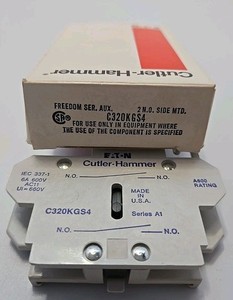 Cutler-Hammer
FREEDOM SER. AUX. 2 N.O. SIDE MTD.
C320KGS4
FOR USE ONLY IN EQUIPMENT WHERE
THE USE OF THE COMPONENT IS SPECIFIED
EATON
Cutler-Hammer
IEC 337-1
6A 600V
AC11
Ui=660V
A600
RATING
N.O. N.O.
MADE IN
U.S.A.
C320KGS4 Series A1
N.O. N.O.